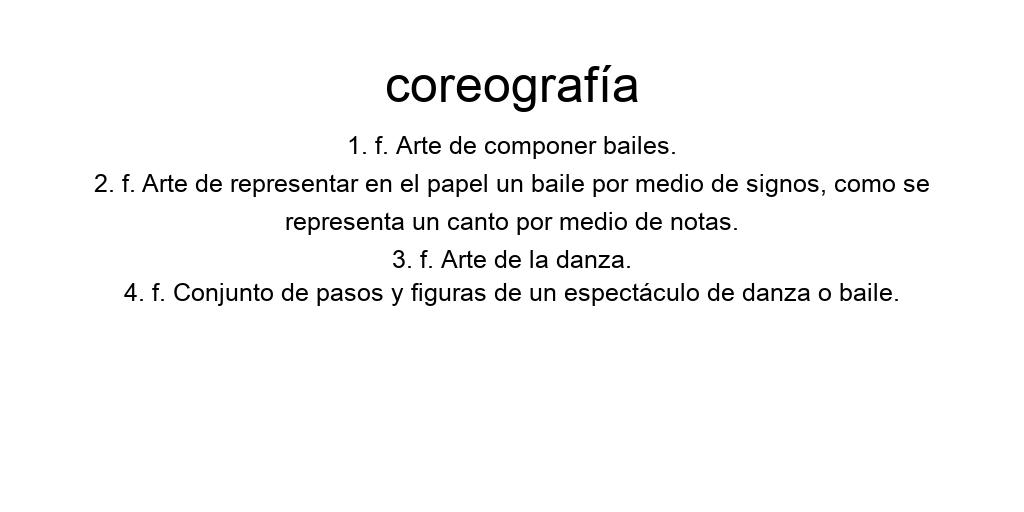 coreografía
1. f. Arte de componer bailes.
2. f. Arte de representar en el papel un baile por medio de signos, como se
representa un canto por medio de notas.
3. f. Arte de la danza.
4. f. Conjunto de pasos y figuras de un espectáculo de danza o baile.